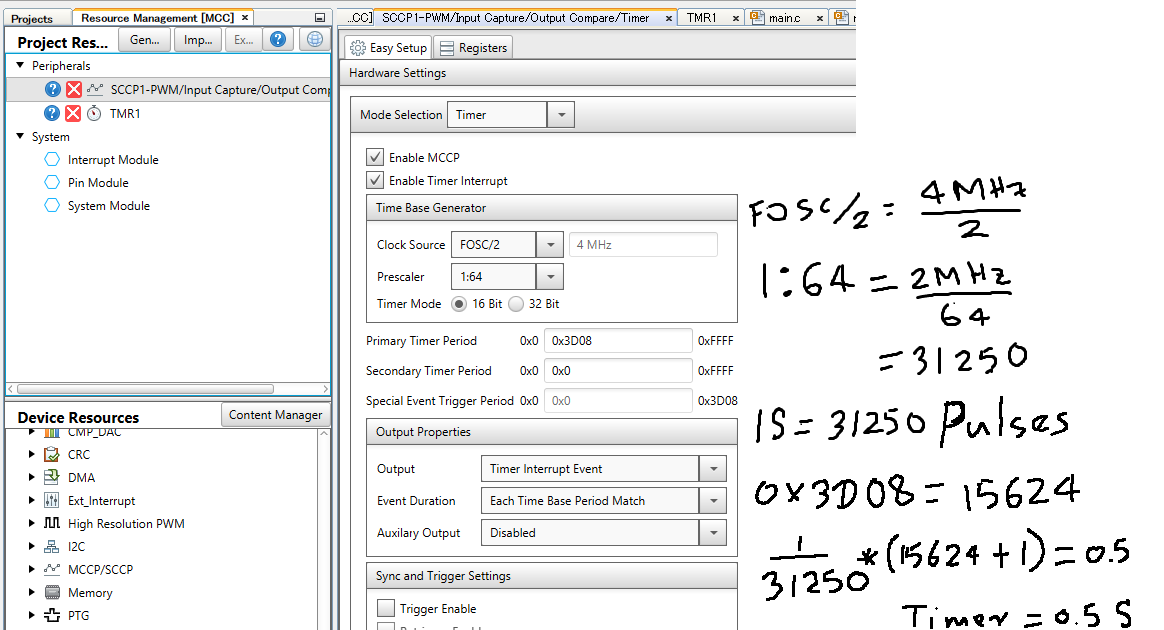 Projects
Resource Management [MCC] ×
Project Res...
Gen...
Imp...
Ex...
?
Peripherals
? SCCP1-PWM/Input Capture/Output Comp
? TMR1
System
Interrupt Module
Pin Module
System Module
Device Resources
Content Manager
CMP_DAC
CRC
DMA
Ext_Interrupt
High Resolution PWM
I2C
MCCP/SCCP
Memory
PTG
...CC]
SCCP1-PWM/Input Capture/Output Compare/Timer ×
TMR1 ×
main.c ×
Easy Setup
Registers
Hardware Settings
Mode Selection Timer
Enable MCCP
Enable Timer Interrupt
Time Base Generator
Clock Source FOSC/2 4 MHz
Prescaler 1:64
Timer Mode 16 Bit 32 Bit
Primary Timer Period 0x0 0x3D08 0xFFFF
Secondary Timer Period 0x0 0x0 0xFFFF
Special Event Trigger Period 0x0 0x0 0x3D08
Output Properties
Output Timer Interrupt Event
Event Duration Each Time Base Period Match
Auxilary Output Disabled
Sync and Trigger Settings
Trigger Enable
FOSC/2 = 4MHz/2
1:64 = 2MHz/64
=31250
1S=31250 Pulses
0x3D08=15624
1/31250*(15624+1)=0.5
Timer=0.5 S